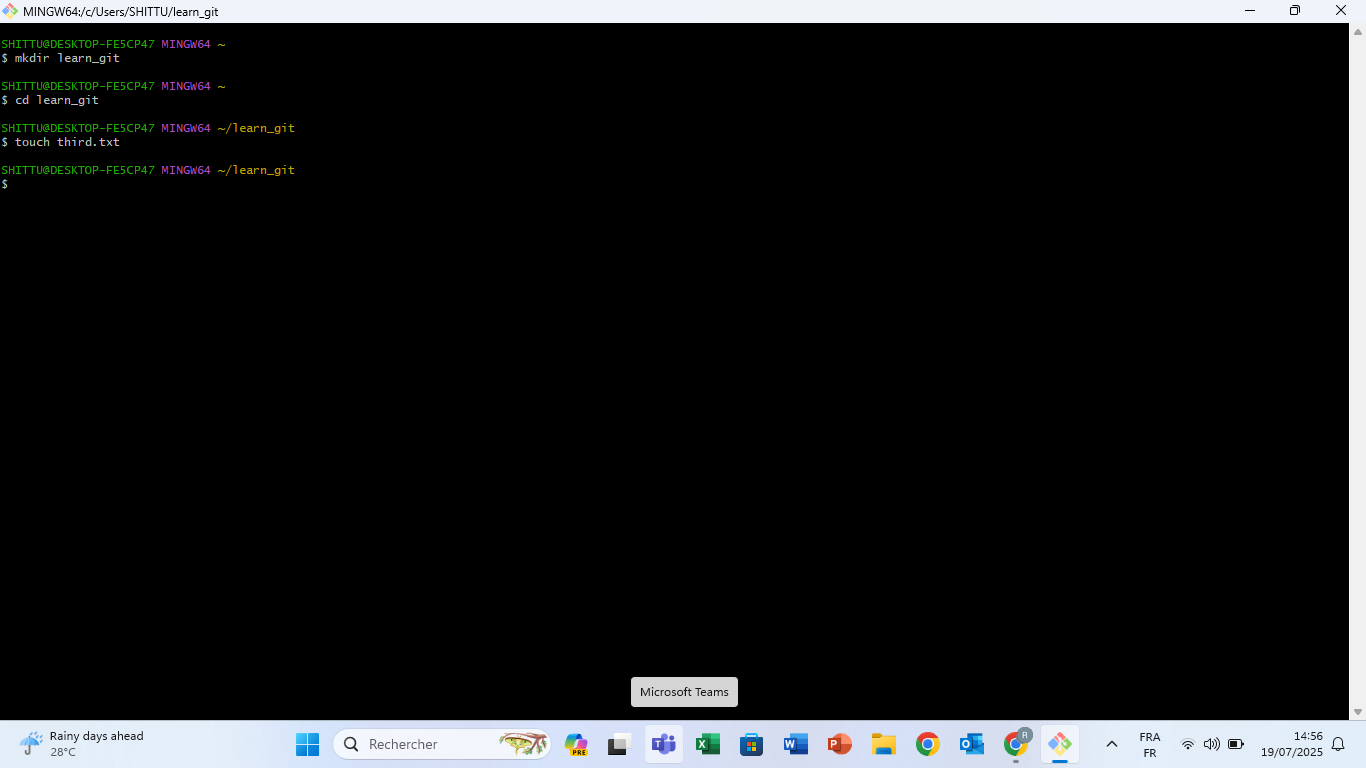 MINGW64:/c/Users/SHITTU/learn_git
SHITTU@DESKTOP-FE5CP47 MINGW64 ~
$ mkdir learn_git
SHITTU@DESKTOP-FE5CP47 MINGW64 ~
$ cd learn_git
SHITTU@DESKTOP-FE5CP47 MINGW64 ~/learn_git
$ touch third.txt
SHITTU@DESKTOP-FE5CP47 MINGW64 ~/learn_git
$
Microsoft Teams
Rainy days ahead
28°C
Rechercher
PRE
R
FRA
FR
14:56
19/07/2025